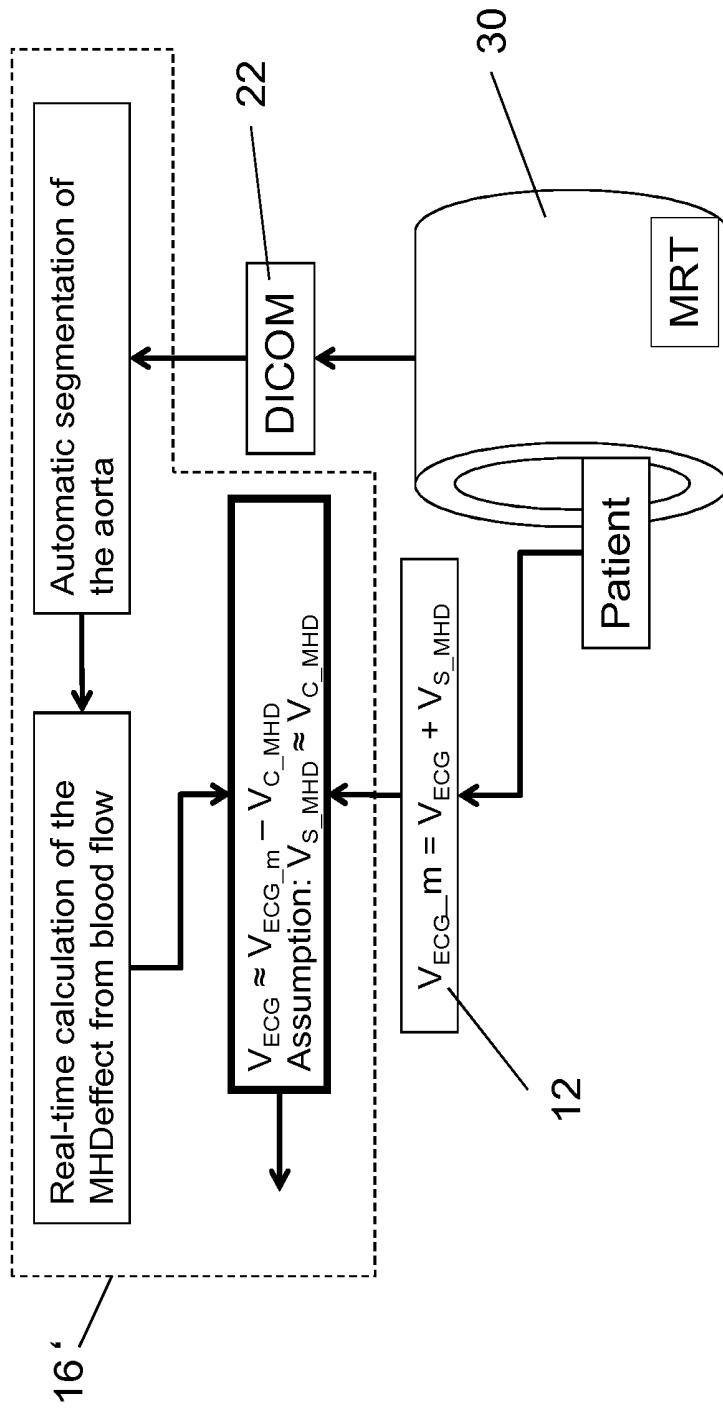 16‘
Real-time calculation of the
MHDeffect from blood flow
Automatic segmentation of
the aorta
V_ECG ≈ V_ECG_m – V_C_MHD
Assumption: V_S_MHD ≈ V_C_MHD
DICOM
22
V_ECG_m = V_ECG + V_S_MHD
12
Patient
MRT
30